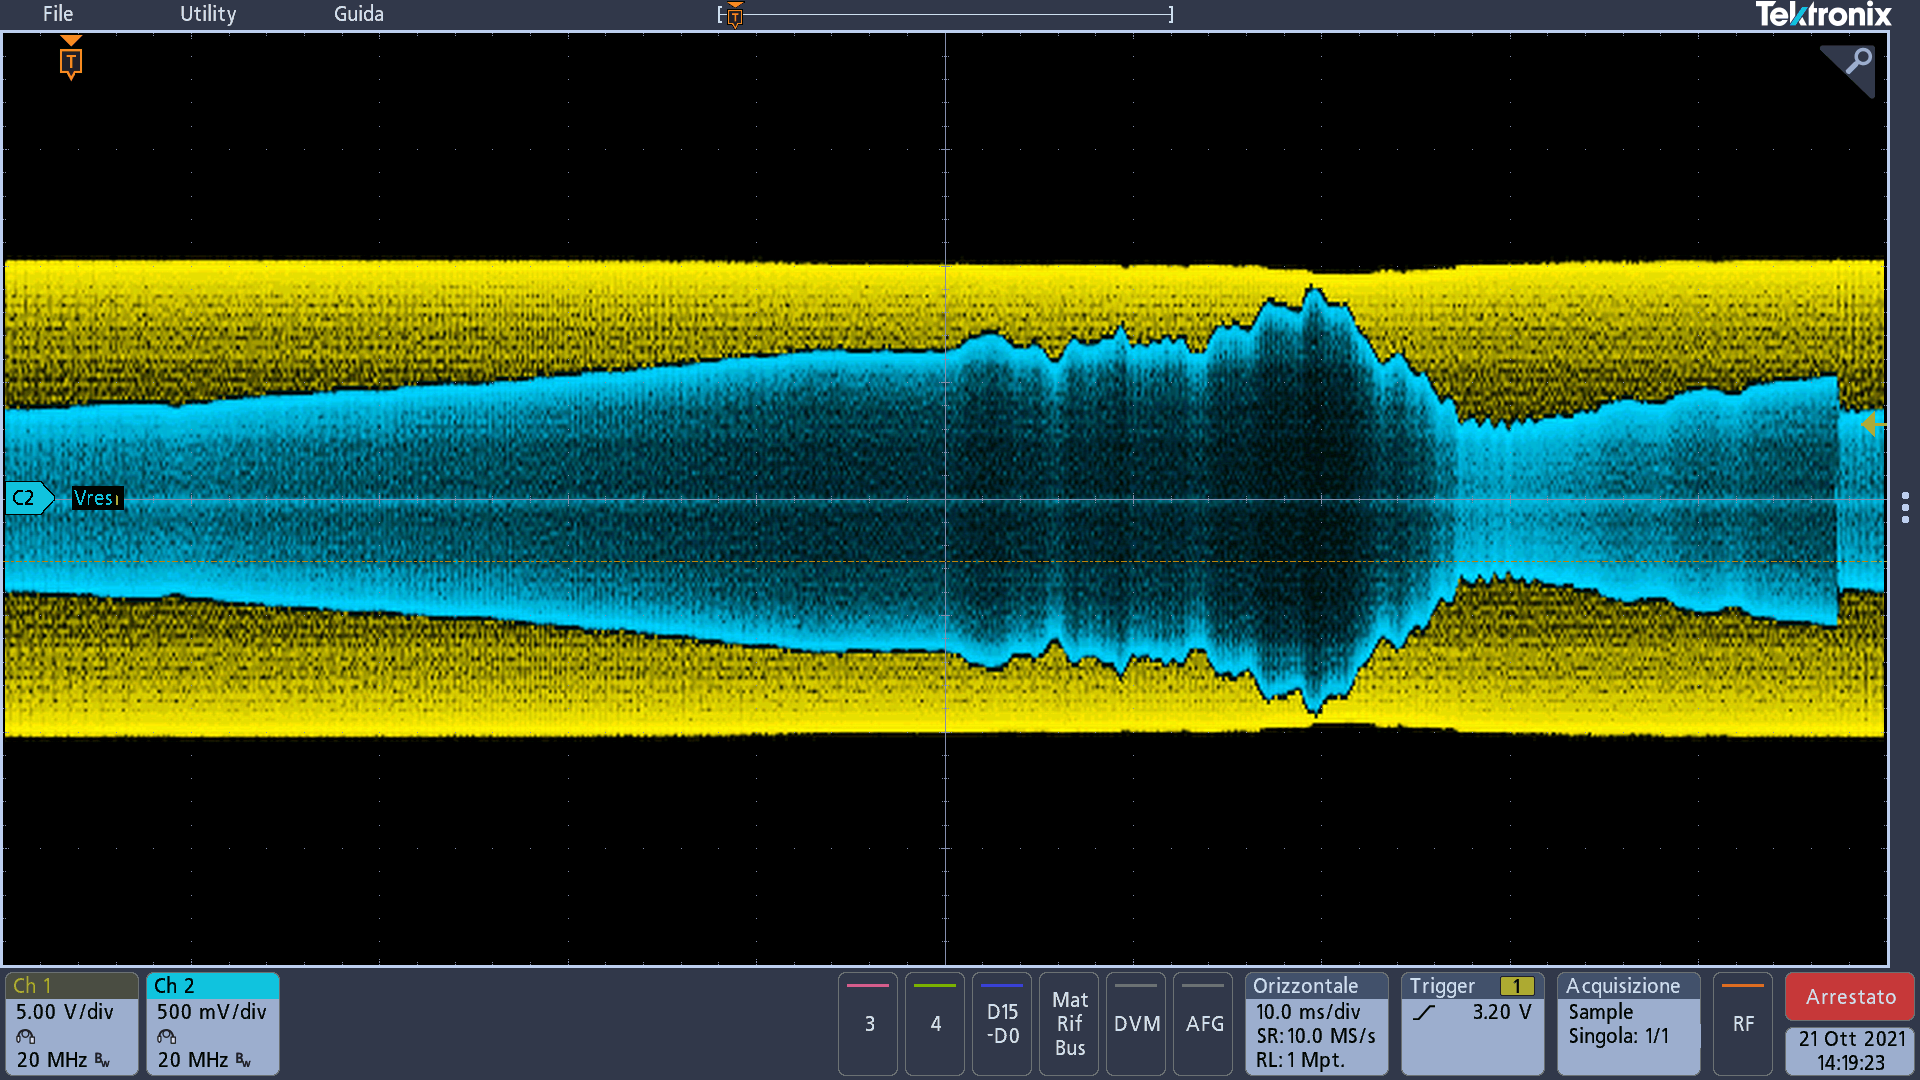 File Utility Guida
Tektronix
T
T
C2 Vres
Ch 1
5.00 V/div
20 MHz Bw
Ch 2
500 mV/div
20 MHz Bw
3
4
D15
-D0
Mat
Rif
Bus
DVM
AFG
Orizzontale
10.0 ms/div
SR: 10.0 MS/s
RL: 1 Mpt.
Trigger 1
3.20 V
Acquisizione
Sample
Singola: 1/1
RF
Arrestato
21 Ott 2021
14:19:23